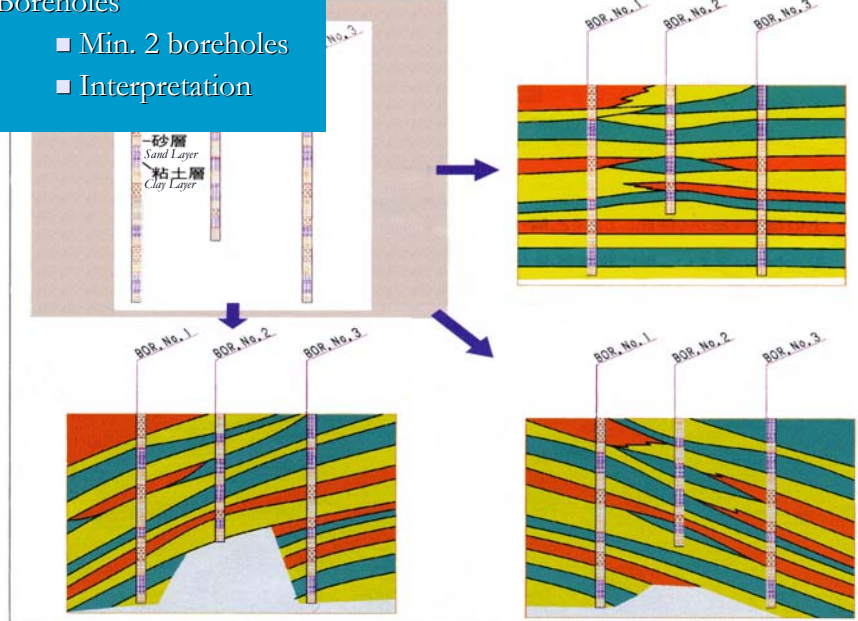 Boreholes
Min. 2 boreholes
Interpretation
No. 3
砂層
Sand Layer
粘土層
Clay Layer
BOR. No. 1
BOR. No. 2
BOR. No. 3
BOR. No. 1
BOR. No. 2
BOR. No. 3
BOR. No. 1
BOR. No. 2
BOR. No. 3